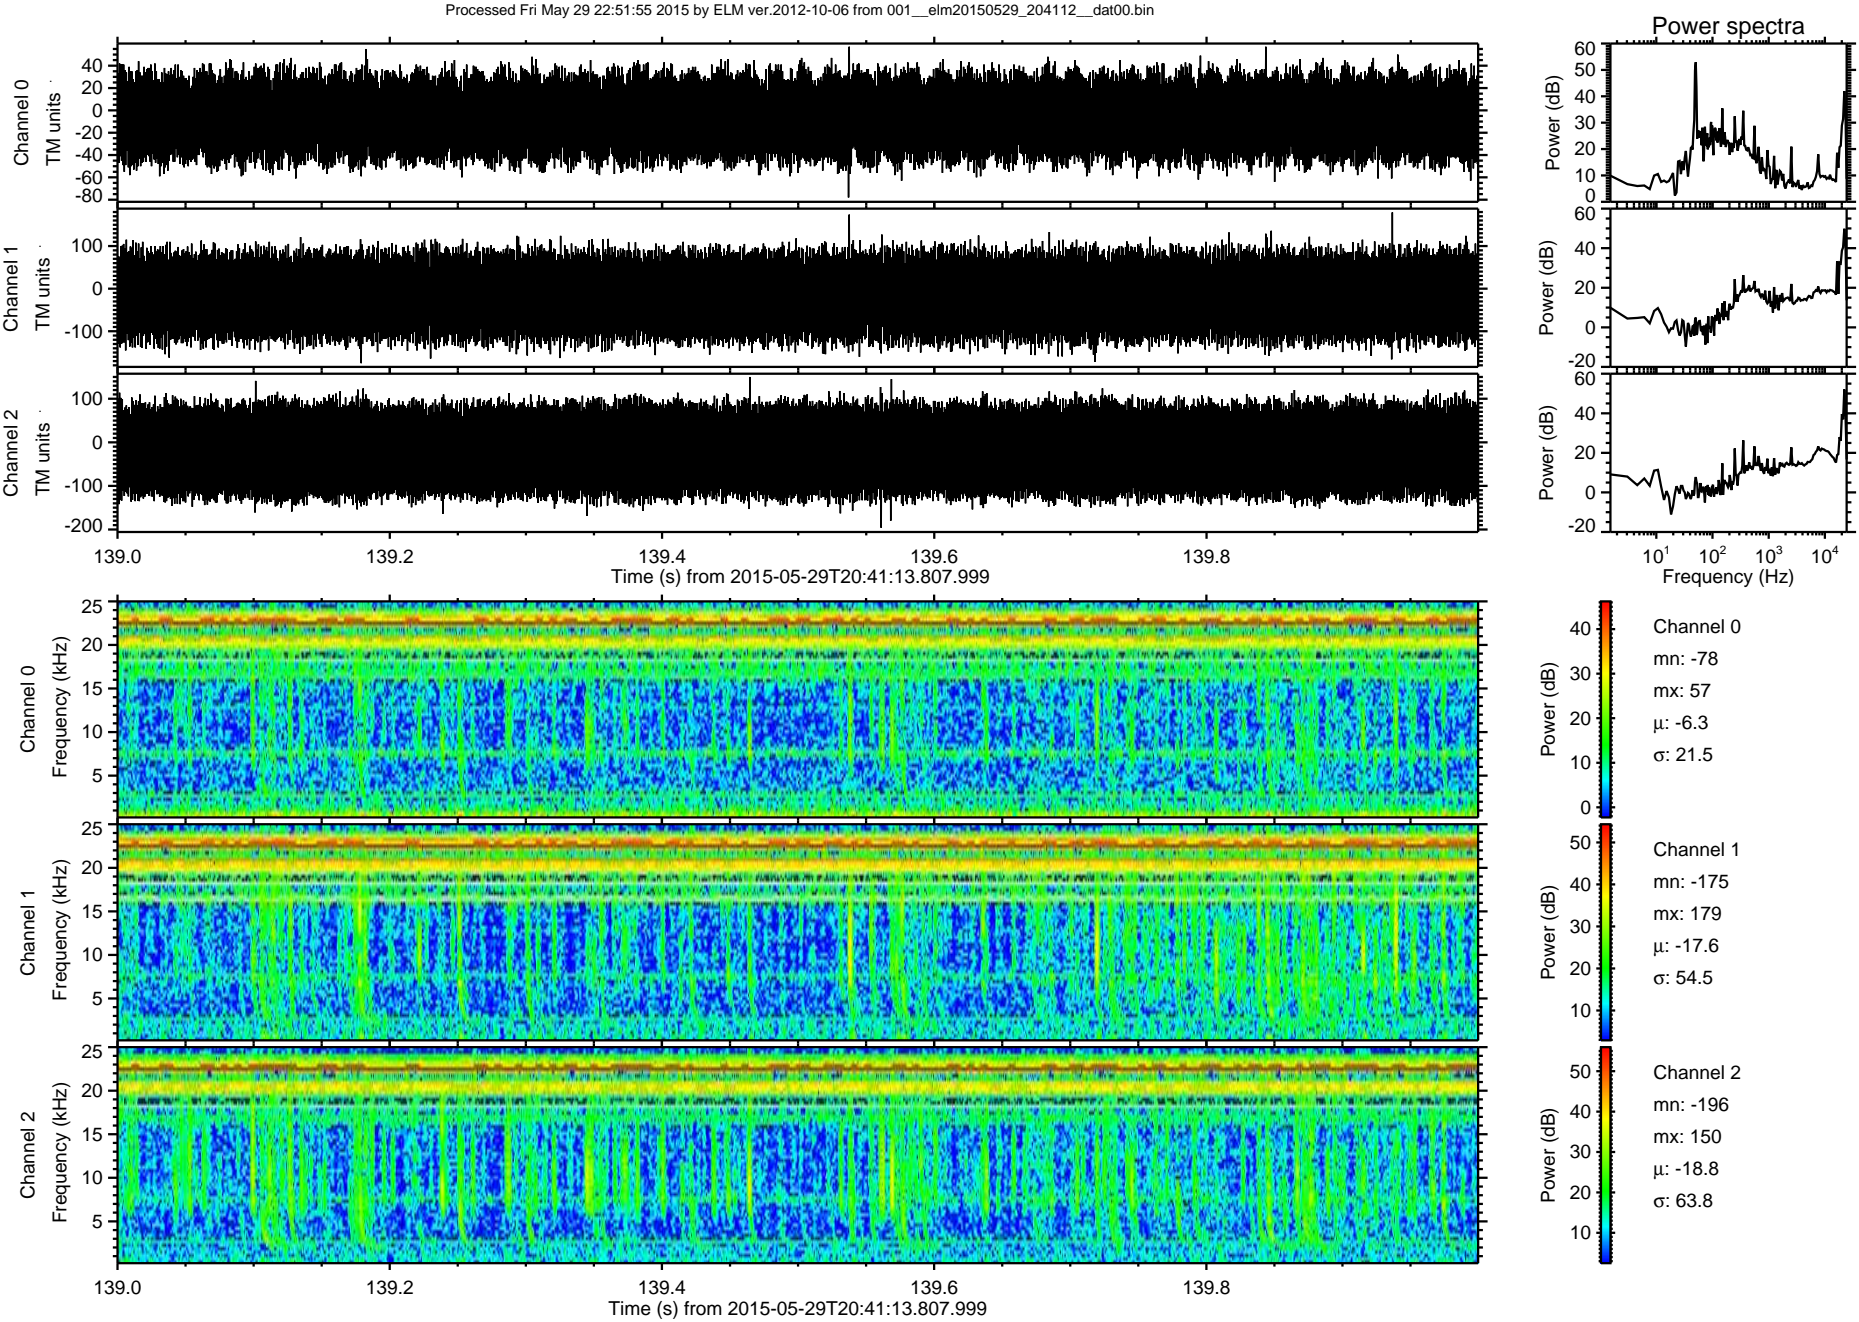 Processed Fri May 29 22:51:55 2015 by ELM ver.2012-10-06 from 001__elm20150529_204112__dat00.bin
Power spectra
Channel 0
TM units
40
20
0
-20
-40
-60
-80
Power (dB)
60
50
40
30
20
10
0
Channel 1
TM units
100
0
-100
Power (dB)
60
40
20
0
-20
Channel 2
TM units
100
0
-100
-200
Power (dB)
60
40
20
0
-20
139.0 139.2 139.4 139.6 139.8
Time (s) from 2015-05-29T20:41:13.807.999
10¹ 10² 10³ 10⁴
Frequency (Hz)
Channel 0
Frequency (kHz)
25
20
15
10
5
Power (dB)
40
30
20
10
0
Channel 0
mn: -78
mx: 57
μ: -6.3
σ: 21.5
Channel 1
Frequency (kHz)
25
20
15
10
5
Power (dB)
50
40
30
20
10
Channel 1
mn: -175
mx: 179
μ: -17.6
σ: 54.5
Channel 2
Frequency (kHz)
25
20
15
10
5
Power (dB)
50
40
30
20
10
Channel 2
mn: -196
mx: 150
μ: -18.8
σ: 63.8
139.0 139.2 139.4 139.6 139.8
Time (s) from 2015-05-29T20:41:13.807.999